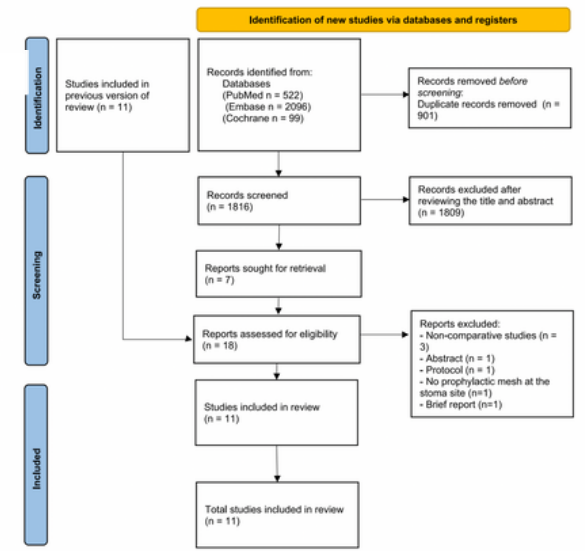 Identification of new studies via databases and registers
Identification
Studies included in
previous version of
review (n = 11)
Records identified from:
Databases
(PubMed n = 522)
(Embase n = 2096)
(Cochrane n = 99)
Records removed before
screening:
Duplicate records removed (n =
901)
Screening
Records screened
(n = 1816)
Records excluded after
reviewing the title and abstract
(n = 1809)
Reports sought for retrieval
(n = 7)
Reports assessed for eligibility
(n = 18)
Reports excluded:
- Non-comparative studies (n =
3)
- Abstract (n = 1)
- Protocol (n = 1)
- No prophylactic mesh at the
stoma site (n=1)
- Brief report (n=1)
Included
Studies included in review
(n = 11)
Total studies included in review
(n = 11)